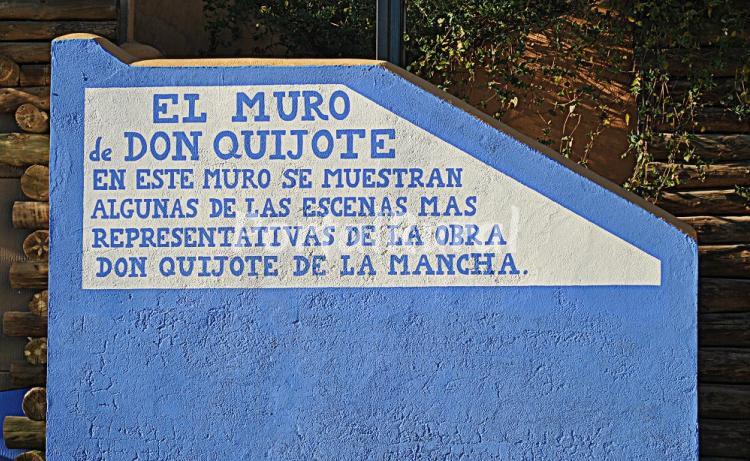 EL MURO
de DON QUIJOTE
EN ESTE MURO SE MUESTRAN
ALGUNAS DE LAS ESCENAS MAS
REPRESENTATIVAS DE LA OBRA
DON QUIJOTE DE LA MANCHA.